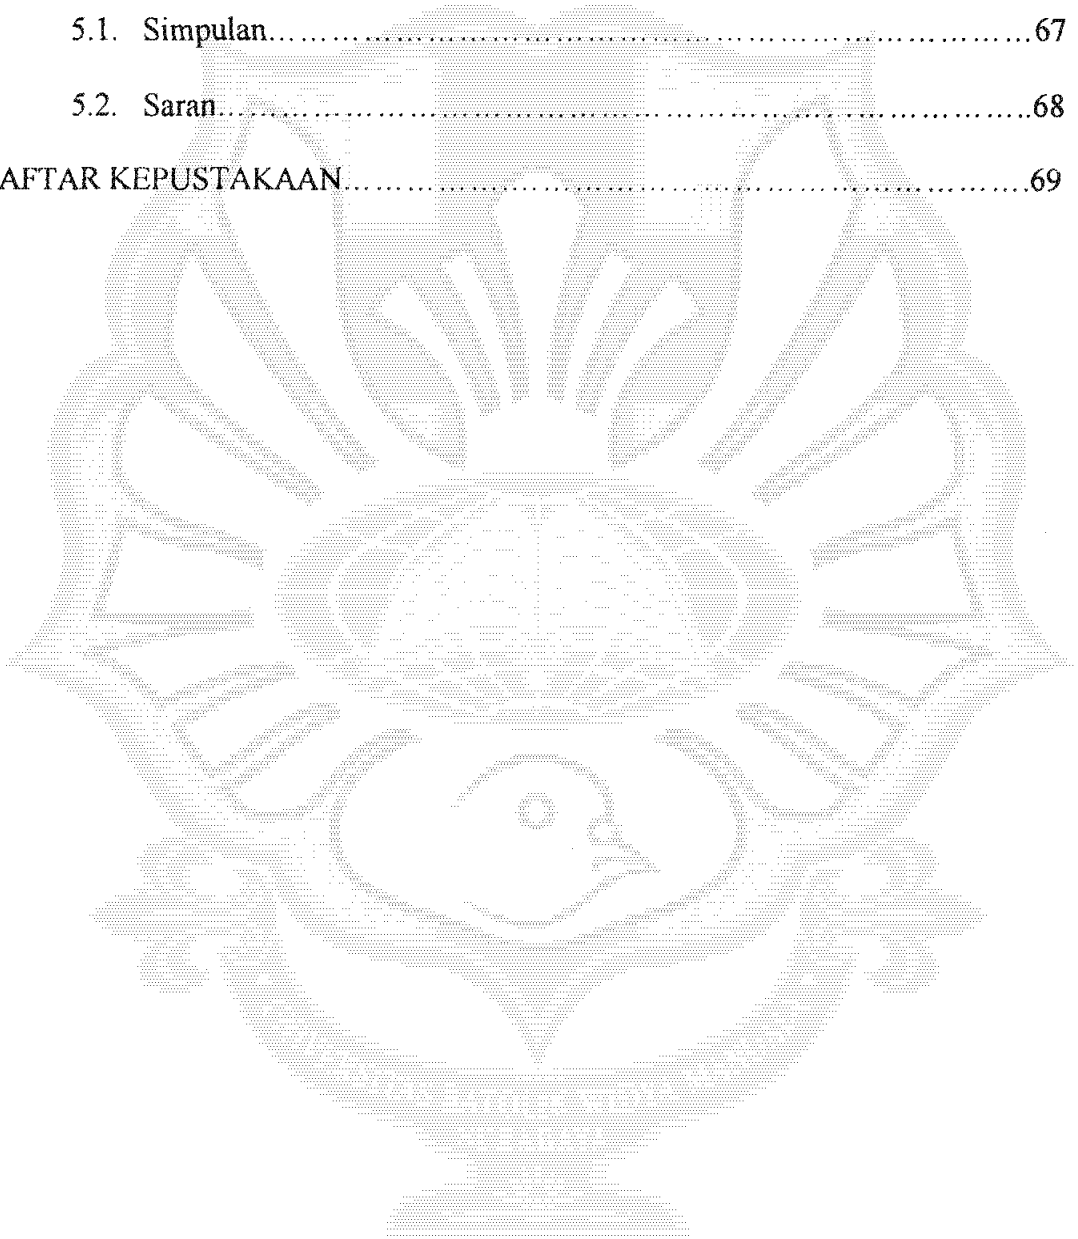 5.1. Simpulan.......................................................................67
5.2. Saran............................................................................68
AFTAR KEPUSTAKAAN..............................................................69